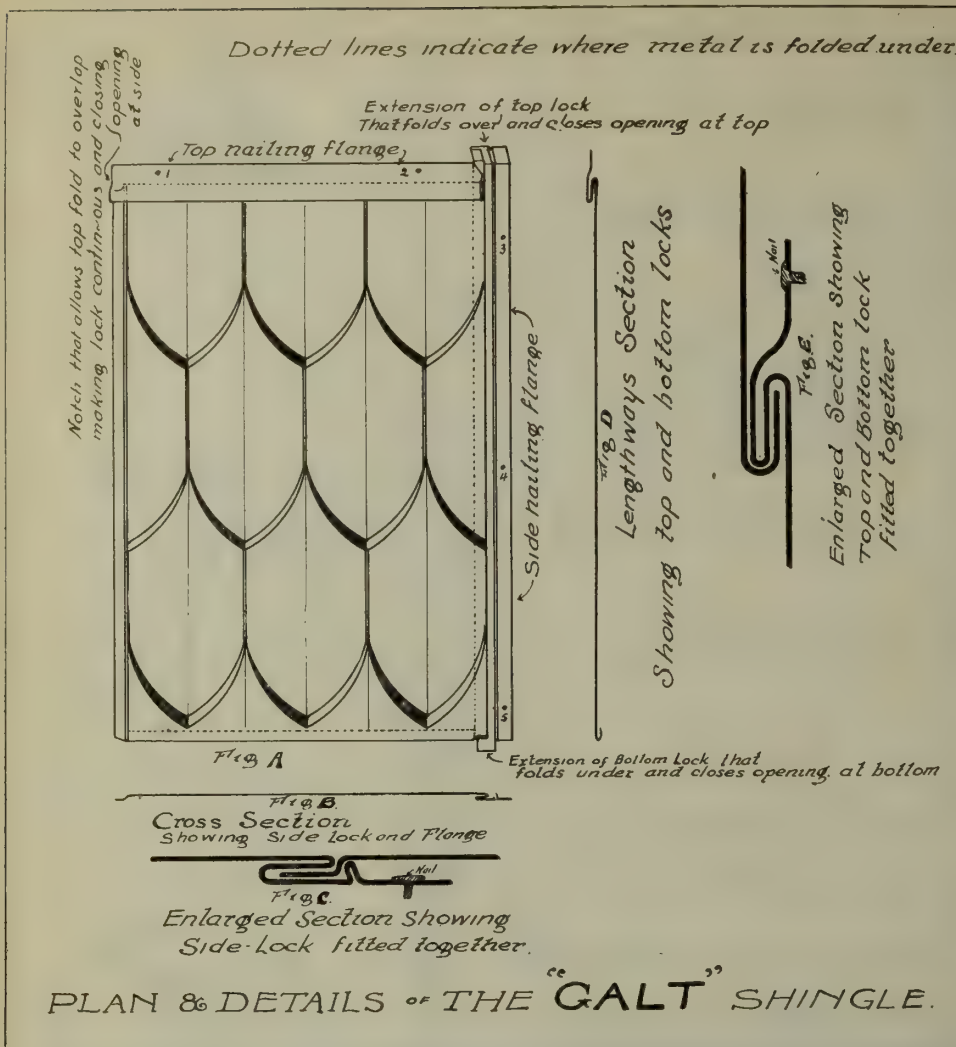 Dotted lines indicate where metal is folded under.
Notch that allows top fold to overlap
making lock continuous and closing
opening
at side
Extension of top lock
That folds over and closes opening at top
Top nailing flange
1
2
3
4
5
Side nailing flange
Fig D
Lengthways Section
Showing top and bottom locks
Nail
Fig. E.
Enlarged Section Showing
Top and Bottom lock
fitted together
Fig A
Extension of Bottom Lock that
folds under and closes opening at bottom
Fig B.
Cross Section
Showing Side Lock and Flange
Nail
Fig C.
Enlarged Section Showing
Side-Lock fitted together.
PLAN & DETAILS OF THE "GALT" SHINGLE.